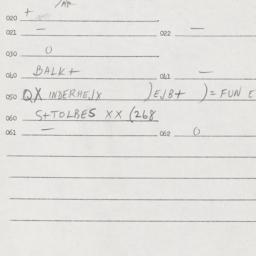 020 +
021 — 022 —
030 0
040 BALK+ 041 —
050 QX INDERHEJX )EJB+ )= FUN E
060 S+TOLBES XX (268
061 — 062 0